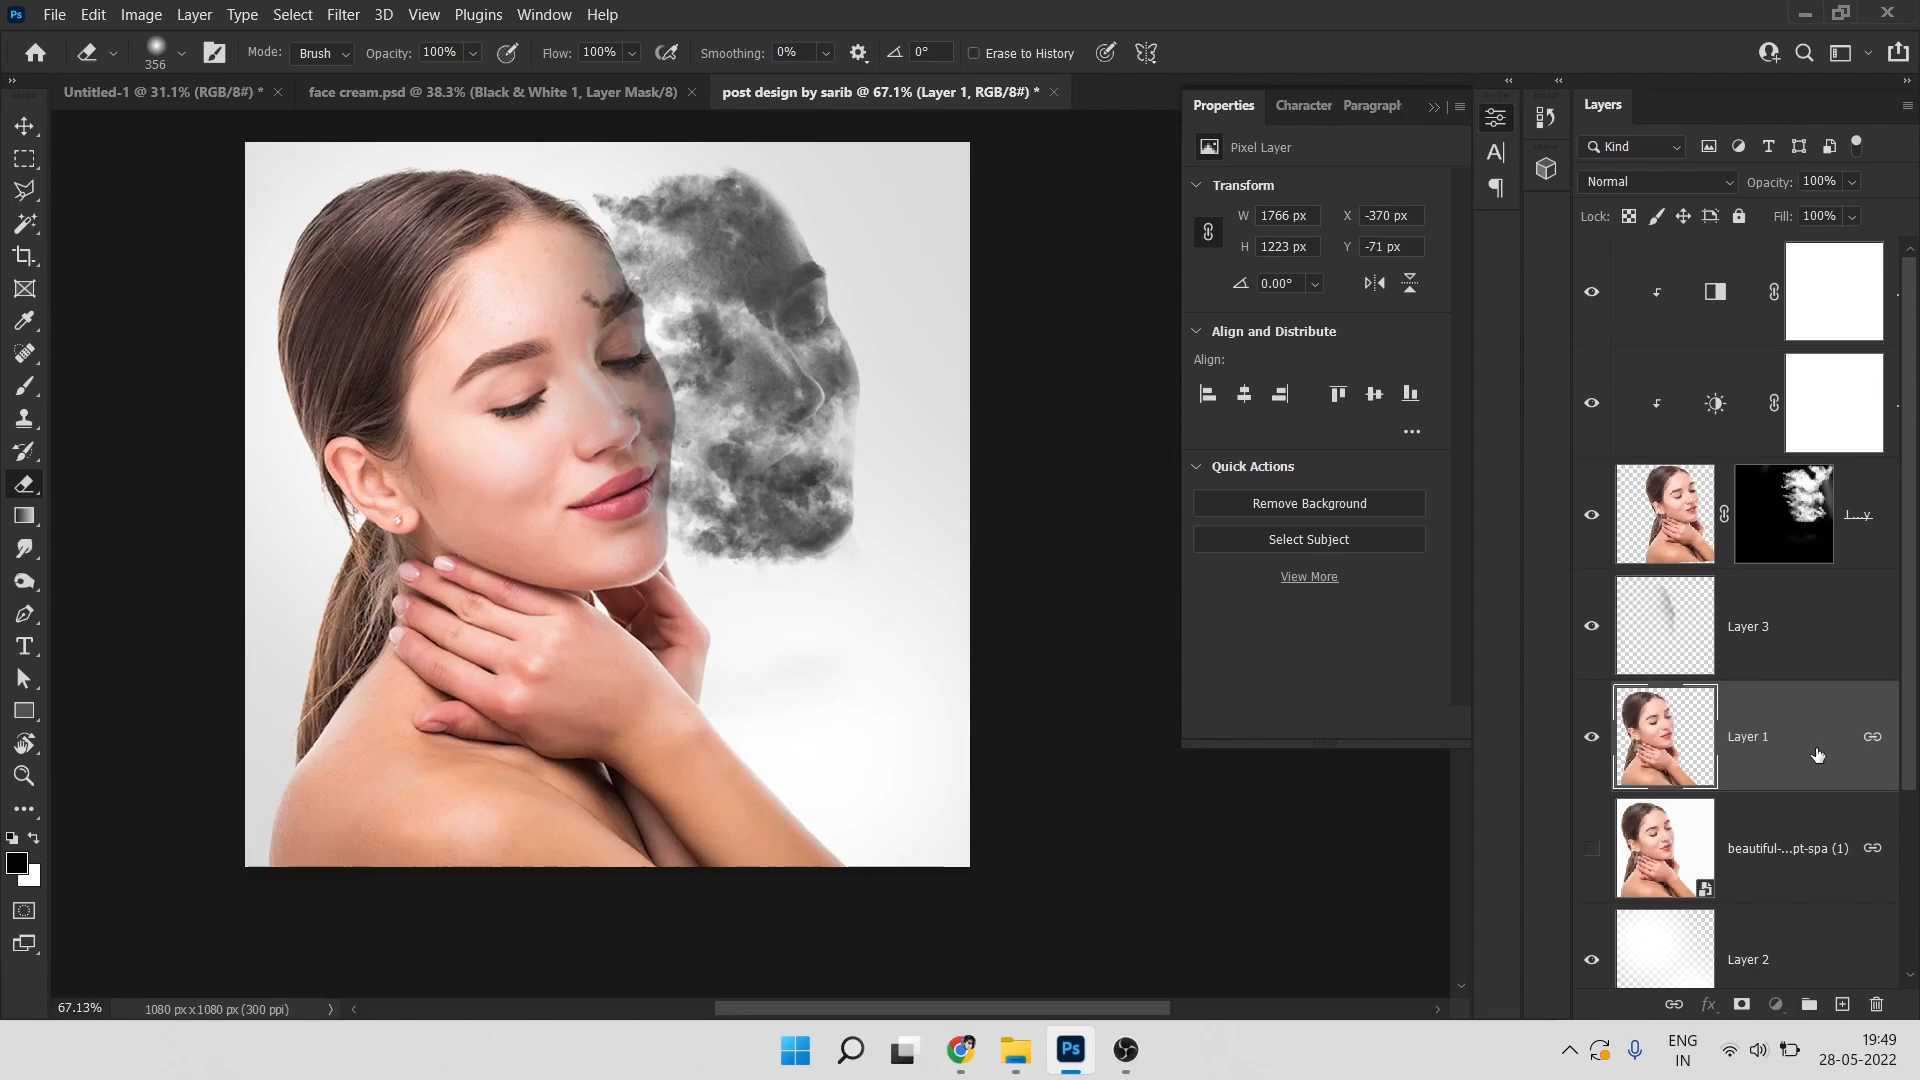 Ps File Edit Image Layer Type Select Filter 3D View Plugins Window Help
356 Mode: Brush Opacity: 100% Flow: 100% Smoothing: 0% 0° Erase to History
Untitled-1 @ 31.1% (RGB/8#) * face cream.psd @ 38.3% (Black & White 1, Layer Mask/8) post design by sarib @ 67.1% (Layer 1, RGB/8#) *
Properties Character Paragraph
Pixel Layer
Transform
W 1766 px X -370 px
H 1223 px Y -71 px
0.00°
Align and Distribute
Align:
Quick Actions
Remove Background
Select Subject
View More
Layers
Kind
Normal Opacity: 100%
Lock: Fill: 100%
l...y
Layer 3
Layer 1
beautiful-...pt-spa (1)
Layer 2
67.13% 1080 px x 1080 px (300 ppi)
Ps
ENG
IN
19:49
28-05-2022